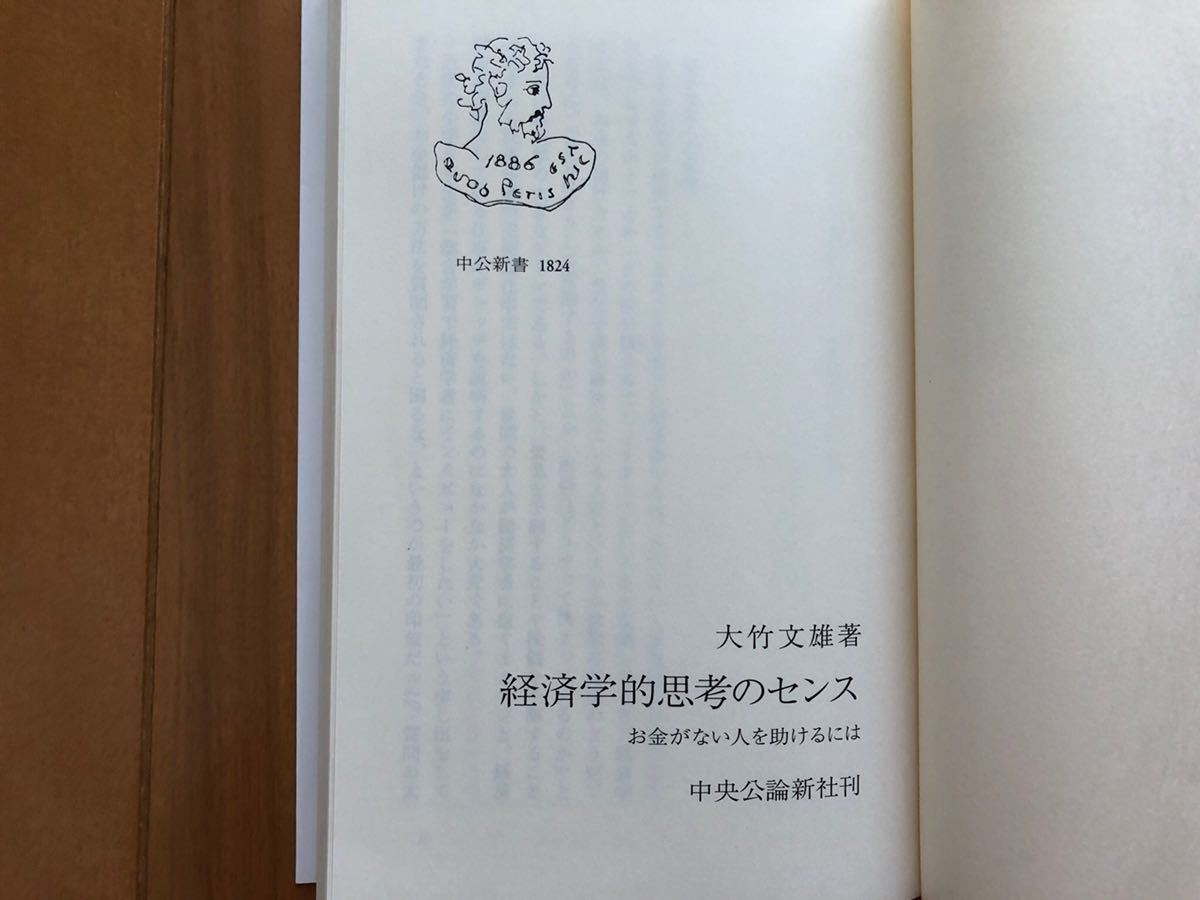 1886 EST
QUOD PETIS HIC
中公新書 1824
大竹文雄著
経済学的思考のセンス
お金がない人を助けるには
中央公論新社刊